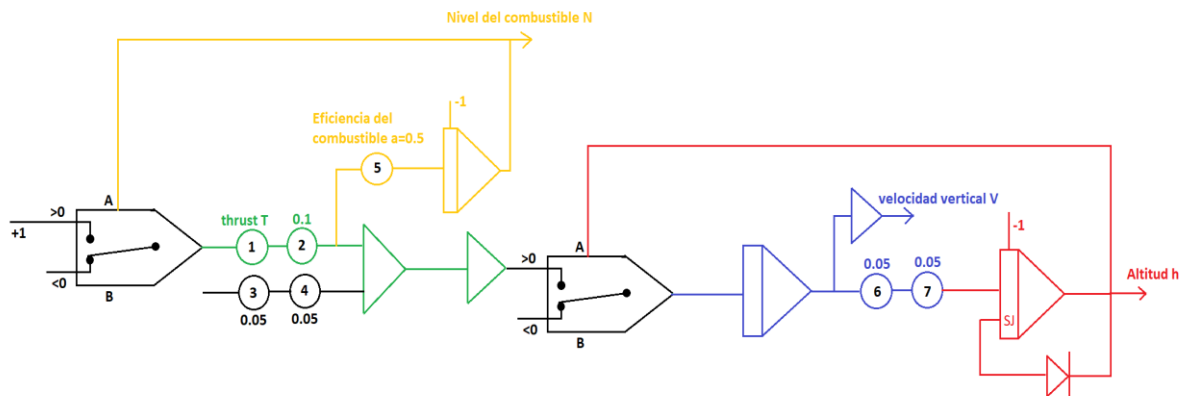 Nivel del combustible N
-1
Eficiencia del
combustible a=0.5
5
A
>0
+1
<0
B
thrust T
0.1
1
2
3
4
0.05
0.05
A
>0
<0
B
velocidad vertical V
0.05
0.05
6
7
-1
SJ
Altitud h